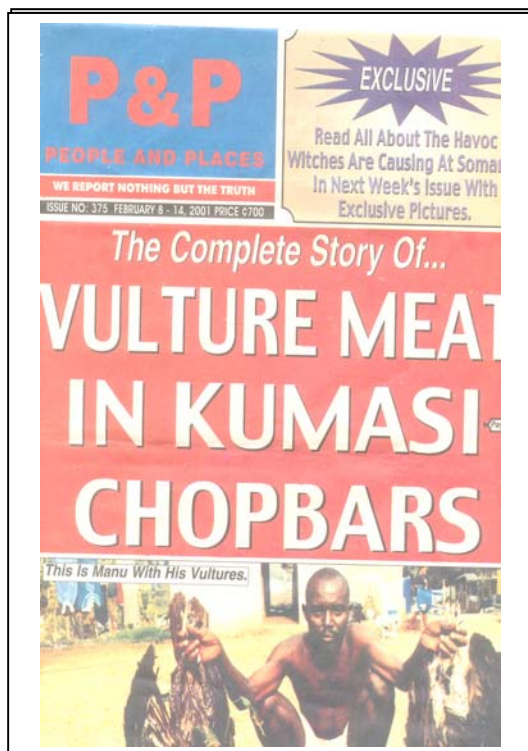 P&P
PEOPLE AND PLACES
WE REPORT NOTHING BUT THE TRUTH
ISSUE NO: 375 FEBRUARY 8 - 14, 2001 PRICE ¢700
EXCLUSIVE
Read All About The Havoc
Witches Are Causing At
In Next Week's Issue With
Exclusive Pictures.
The Complete Story Of...
VULTURE MEAT
IN KUMASI
CHOPBARS
This Is Manu With His Vultures.